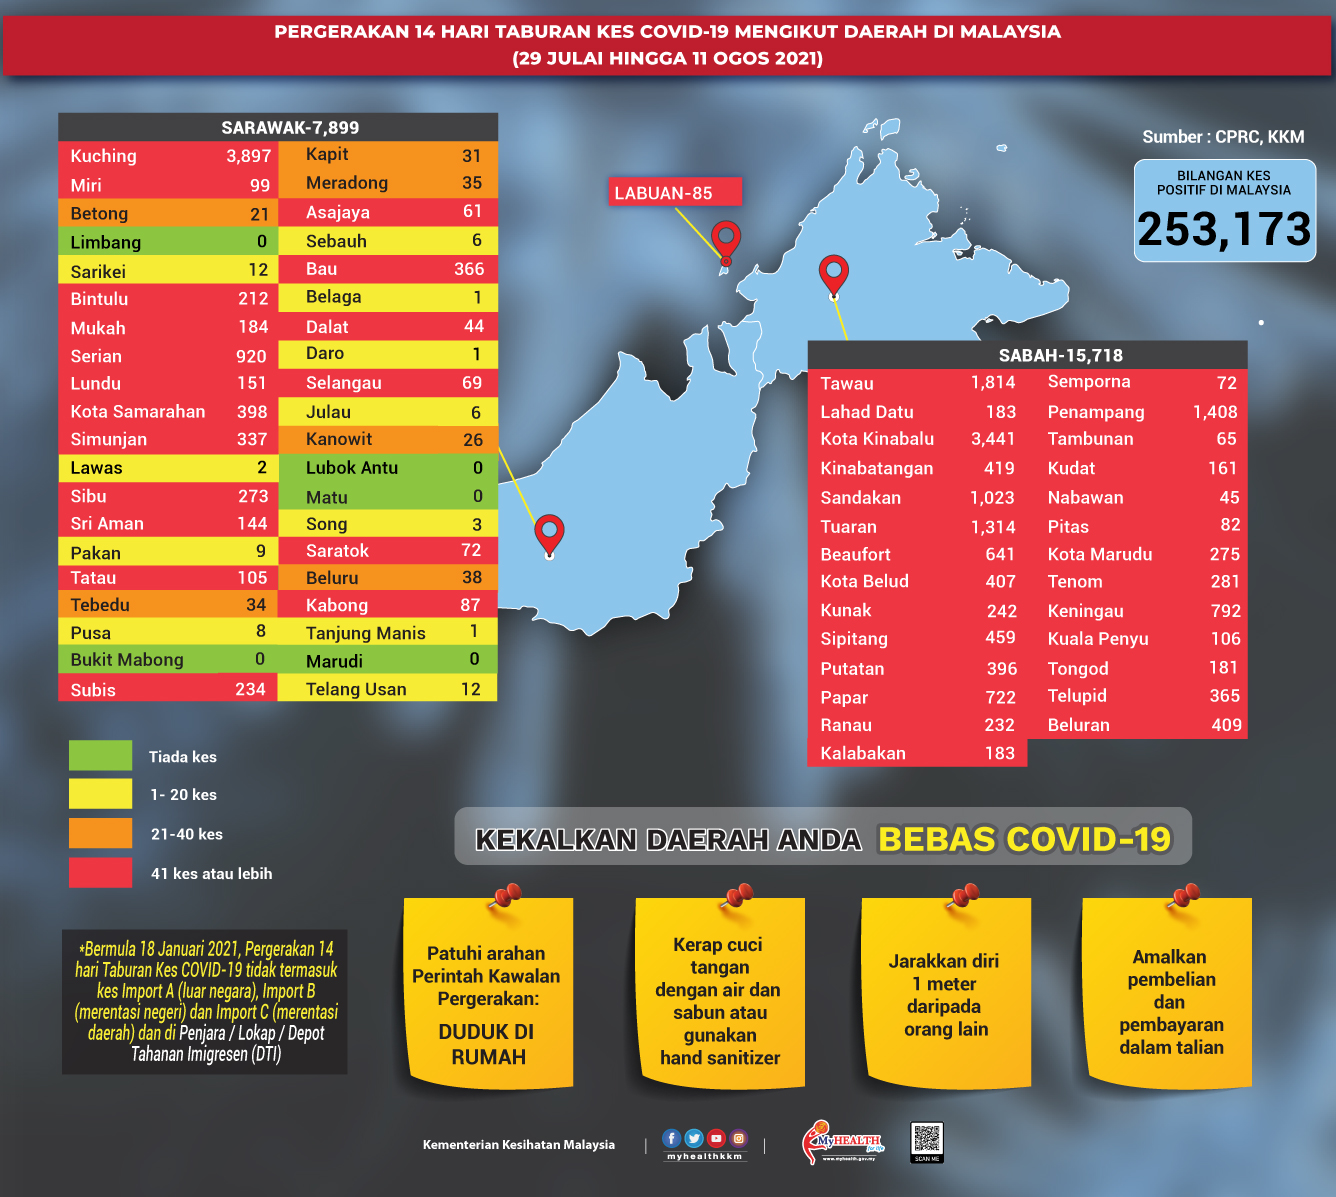 PERGERAKAN 14 HARI TABURAN KES COVID-19 MENGIKUT DAERAH DI MALAYSIA
(29 JULAI HINGGA 11 OGOS 2021)
SARAWAK-7,899
Kuching 3,897 Kapit 31
Miri 99 Meradong 35
Betong 21 Asajaya 61
Limbang 0 Sebauh 6
Sarikei 12 Bau 366
Bintulu 212 Belaga 1
Mukah 184 Dalat 44
Serian 920 Daro 1
Lundu 151 Selangau 69
Kota Samarahan 398 Julau 6
Simunjan 337 Kanowit 26
Lawas 2 Lubok Antu 0
Sibu 273 Matu 0
Sri Aman 144 Song 3
Pakan 9 Saratok 72
Tatau 105 Beluru 38
Tebedu 34 Kabong 87
Pusa 8 Tanjung Manis 1
Bukit Mabong 0 Marudi 0
Subis 234 Telang Usan 12
LABUAN-85
Sumber : CPRC, KKM
BILANGAN KES
POSITIF DI MALAYSIA
253,173
SABAH-15,718
Tawau 1,814 Semporna 72
Lahad Datu 183 Penampang 1,408
Kota Kinabalu 3,441 Tambunan 65
Kinabatangan 419 Kudat 161
Sandakan 1,023 Nabawan 45
Tuaran 1,314 Pitas 82
Beaufort 641 Kota Marudu 275
Kota Belud 407 Tenom 281
Kunak 242 Keningau 792
Sipitang 459 Kuala Penyu 106
Putatan 396 Tongod 181
Papar 722 Telupid 365
Ranau 232 Beluran 409
Kalabakan 183
Tiada kes
1- 20 kes
21-40 kes
41 kes atau lebih
KEKALKAN DAERAH ANDA BEBAS COVID-19
*Bermula 18 Januari 2021, Pergerakan 14
hari Taburan Kes COVID-19 tidak termasuk
kes Import A (luar negara), Import B
(merentasi negeri) dan Import C (merentasi
daerah) dan di Penjara / Lokap / Depot
Tahanan Imigresen (DTI)
Patuhi arahan
Perintah Kawalan
Pergerakan:
DUDUK DI
RUMAH
Kerap cuci
tangan
dengan air dan
sabun atau
gunakan
hand sanitizer
Jarakkan diri
1 meter
daripada
orang lain
Amalkan
pembelian
dan
pembayaran
dalam talian
Kementerian Kesihatan Malaysia
myhealthkkm
MyHEALTH
for life
www.myhealth.gov.my
SCAN ME